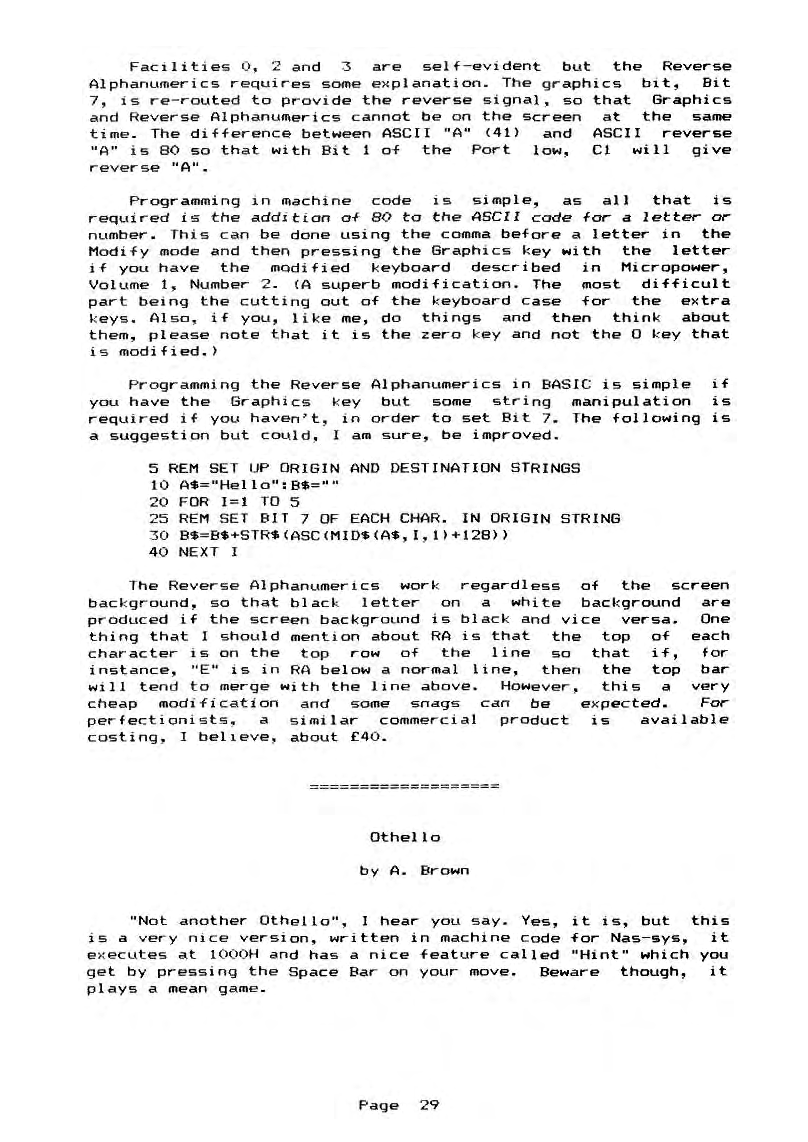 Facilities 0, 2 and 3 are self-evident but the Reverse
Alphanumerics requires some explanation. The graphics bit, Bit
7, is re-routed to provide the reverse signal, so that Graphics
and Reverse Alphanumerics cannot be on the screen at the same
time. The difference between ASCII "A" (41) and ASCII reverse
"A" is 80 so that with Bit 1 of the Port low, C1 will give
reverse "A".
Programming in machine code is simple, as all that is
required is the addition of 80 to the ASCII code for a letter or
number. This can be done using the comma before a letter in the
Modify mode and then pressing the Graphics key with the letter
if you have the modified keyboard described in Micropower,
Volume 1, Number 2. (A superb modification. The most difficult
part being the cutting out of the keyboard case for the extra
keys. Also, if you, like me, do things and then think about
them, please note that it is the zero key and not the O key that
is modified.)
Programming the Reverse Alphanumerics in BASIC is simple if
you have the Graphics key but some string manipulation is
required if you haven't, in order to set Bit 7. The following is
a suggestion but could, I am sure, be improved.
5 REM SET UP ORIGIN AND DESTINATION STRINGS
10 A$="Hello":B$=""
20 FOR I=1 TO 5
25 REM SET BIT 7 OF EACH CHAR. IN ORIGIN STRING
30 B$=B$+STR$(ASC(MID$(A$,I,1)+128))
40 NEXT I
The Reverse Alphanumerics work regardless of the screen
background, so that black letter on a white background are
produced if the screen background is black and vice versa. One
thing that I should mention about RA is that the top of each
character is on the top row of the line so that if, for
instance, "E" is in RA below a normal line, then the top bar
will tend to merge with the line above. However, this a very
cheap modification and some snags can be expected. For
perfectionists, a similar commercial product is available
costing, I believe, about £40.
===================
Othello
by A. Brown
"Not another Othello", I hear you say. Yes, it is, but this
is a very nice version, written in machine code for Nas-sys, it
executes at 1000H and has a nice feature called "Hint" which you
get by pressing the Space Bar on your move. Beware though, it
plays a mean game.
Page 29